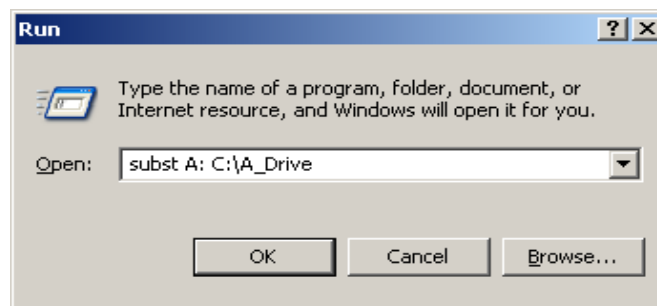 Run
Type the name of a program, folder, document, or
Internet resource, and Windows will open it for you.
Open: subst A: C:\A_Drive
OK Cancel Browse...